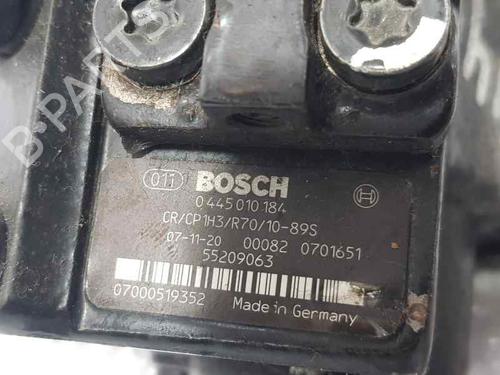 B-PARTS
011 BOSCH
0 445 010 184
CR/CP1H3/R70/10-89S
07-11-20 00082 0701651
55209063
07000519352 Made in Germany